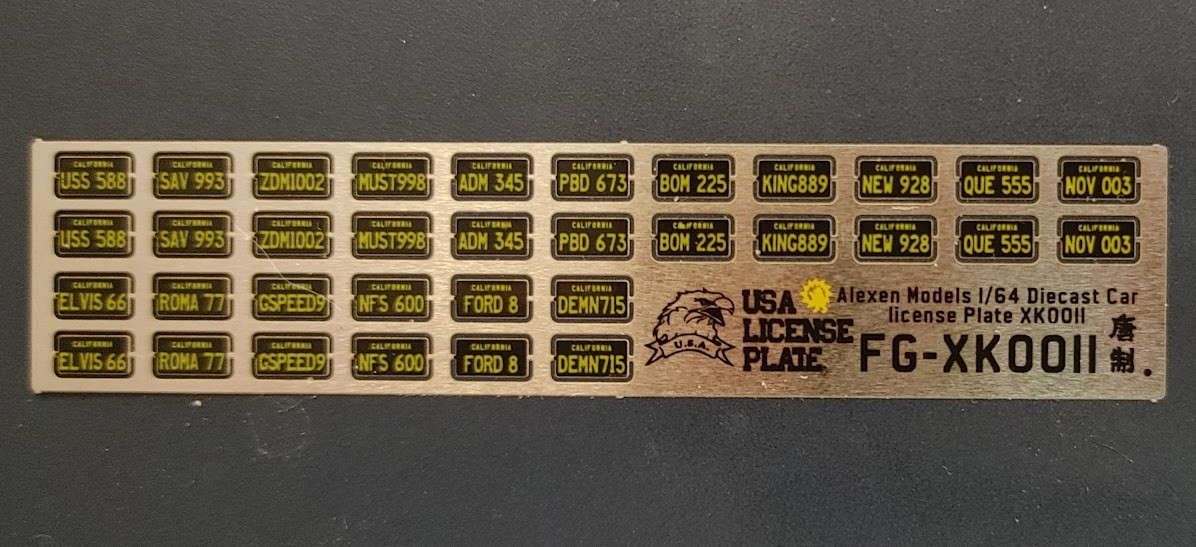 CALIFORNIA CALIFORNIA CALIFORNIA CALIFORNIA CALIFORNIA CALIFORNIA CALIFORNIA CALIFORNIA CALIFORNIA CALIFORNIA CALIFORNIA
USS 588 SAV 993 ZDM1002 MUST998 ADM 345 PBD 673 BOM 225 KING889 NEW 928 QUE 555 NOV 003
CALIFORNIA CALIFORNIA CALIFORNIA CALIFORNIA CALIFORNIA CALIFORNIA CALIFORNIA CALIFORNIA CALIFORNIA CALIFORNIA CALIFORNIA
USS 588 SAV 993 ZDM1002 MUST998 ADM 345 PBD 673 BOM 225 KING889 NEW 928 QUE 555 NOV 003
CALIFORNIA CALIFORNIA CALIFORNIA CALIFORNIA CALIFORNIA CALIFORNIA
ELVIS 66 ROMA 77 GSPEED9 NFS 600 FORD 8 DEMN715
CALIFORNIA CALIFORNIA CALIFORNIA CALIFORNIA CALIFORNIA CALIFORNIA
ELVIS 66 ROMA 77 GSPEED9 NFS 600 FORD 8 DEMN715
U.S.A.
USA
LICENSE
PLATE
Alexen Models 1/64 Diecast Car
license Plate XK0011
FG-XK0011
唐制